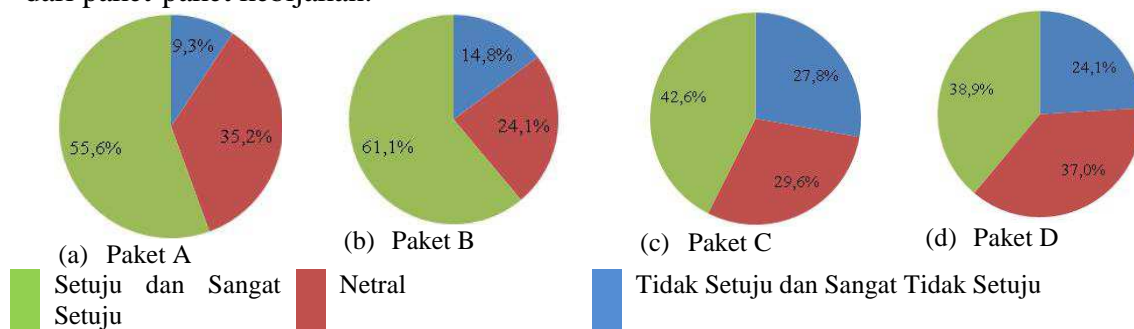 dari paket-paket kebijakan.
9,3%
35,2%
55,6%
14,8%
24,1%
61,1%
27,8%
29,6%
42,6%
24,1%
37,0%
38,9%
(a) Paket A
(b) Paket B
(c) Paket C
(d) Paket D
Setuju dan Sangat
Setuju
Netral
Tidak Setuju dan Sangat Tidak Setuju